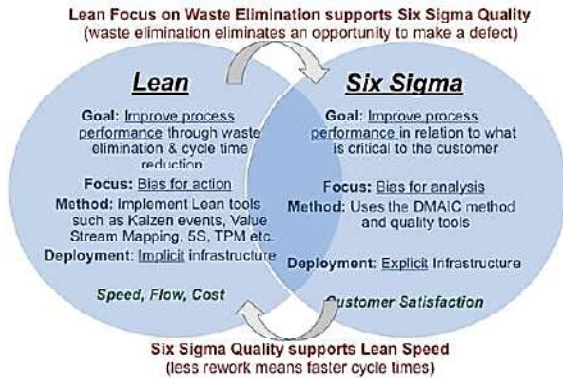 Lean Focus on Waste Elimination supports Six Sigma Quality
(waste elimination eliminates an opportunity to make a defect)
Lean
Goal: Improve process
performance through waste
elimination & cycle time
reduction
Focus: Bias for action
Method: Implement Lean tools
such as Kaizen events, Value
Stream Mapping, 5S, TPM etc.
Deployment: Implicit infrastructure
Speed, Flow, Cost
Six Sigma
Goal: Improve process
performance in relation to what
is critical to the customer
Focus: Bias for analysis
Method: Uses the DMAIC method
and quality tools
Deployment: Explicit Infrastructure
Customer Satisfaction
Six Sigma Quality supports Lean Speed
(less rework means faster cycle times)